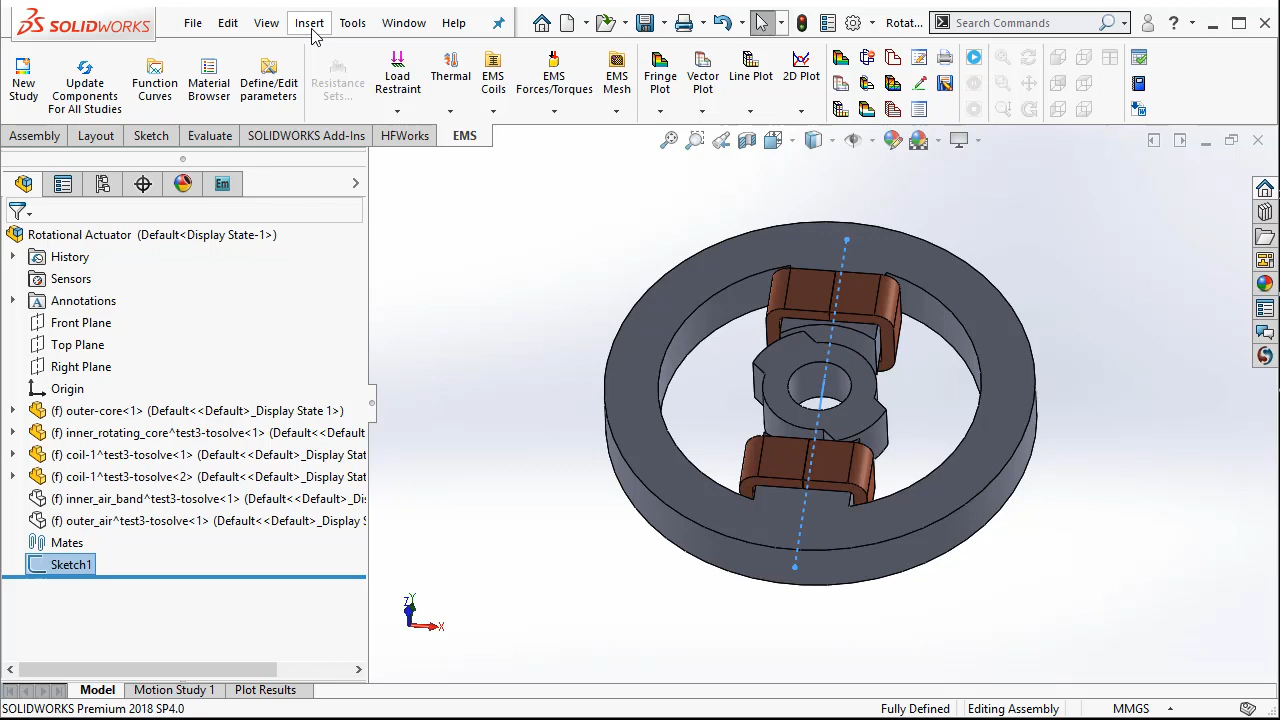 SOLIDWORKS File Edit View Insert Tools Window Help Rotat... Search Commands
New Study
Update Components For All Studies
Function Curves
Material Browser
Define/Edit parameters
Resistance Sets...
Load Restraint
Thermal
EMS Coils
EMS Forces/Torques
EMS Mesh
Fringe Plot
Vector Plot
Line Plot
2D Plot
Assembly Layout Sketch Evaluate SOLIDWORKS Add-Ins HFWorks EMS
Em
Rotational Actuator (Default<Display State-1>)
History
Sensors
Annotations
Front Plane
Top Plane
Right Plane
Origin
(f) outer-core<1> (Default<<Default>_Display State 1>)
(f) inner_rotating_core^test3-tosolve<1> (Default<<Default
(f) coil-1^test3-tosolve<1> (Default<<Default>_Display Stat
(f) coil-1^test3-tosolve<2> (Default<<Default>_Display Stat
(f) inner_air_band^test3-tosolve<1> (Default<<Default>_Di
(f) outer_air^test3-tosolve<1> (Default<<Default>_Display S
Mates
Sketch1
Z Y
X
Model Motion Study 1 Plot Results
SOLIDWORKS Premium 2018 SP4.0 Fully Defined Editing Assembly MMGS